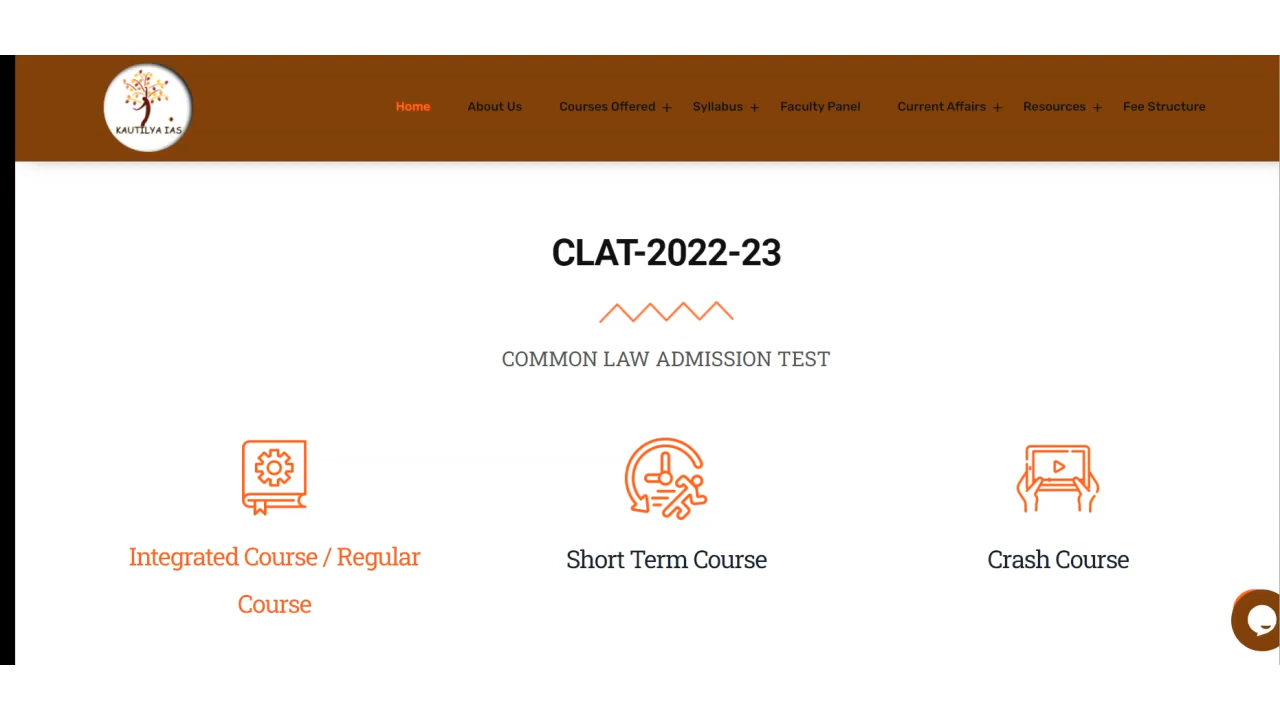 KAUTILYA IAS
Home About Us Courses Offered + Syllabus + Faculty Panel Current Affairs + Resources + Fee Structure
CLAT-2022-23
COMMON LAW ADMISSION TEST
Integrated Course / Regular
Course
Short Term Course
Crash Course